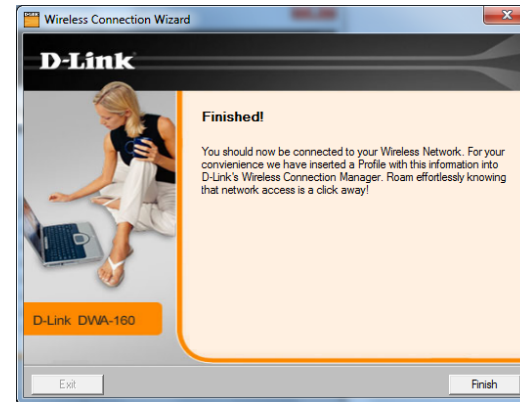 Wireless Connection Wizard
D-Link
Finished!
You should now be connected to your Wireless Network. For your
convienience we have inserted a Profile with this information into
D-Link's Wireless Connection Manager. Roam effortlessly knowing
that network access is a click away!
D-Link DWA-160
Exit
Finish